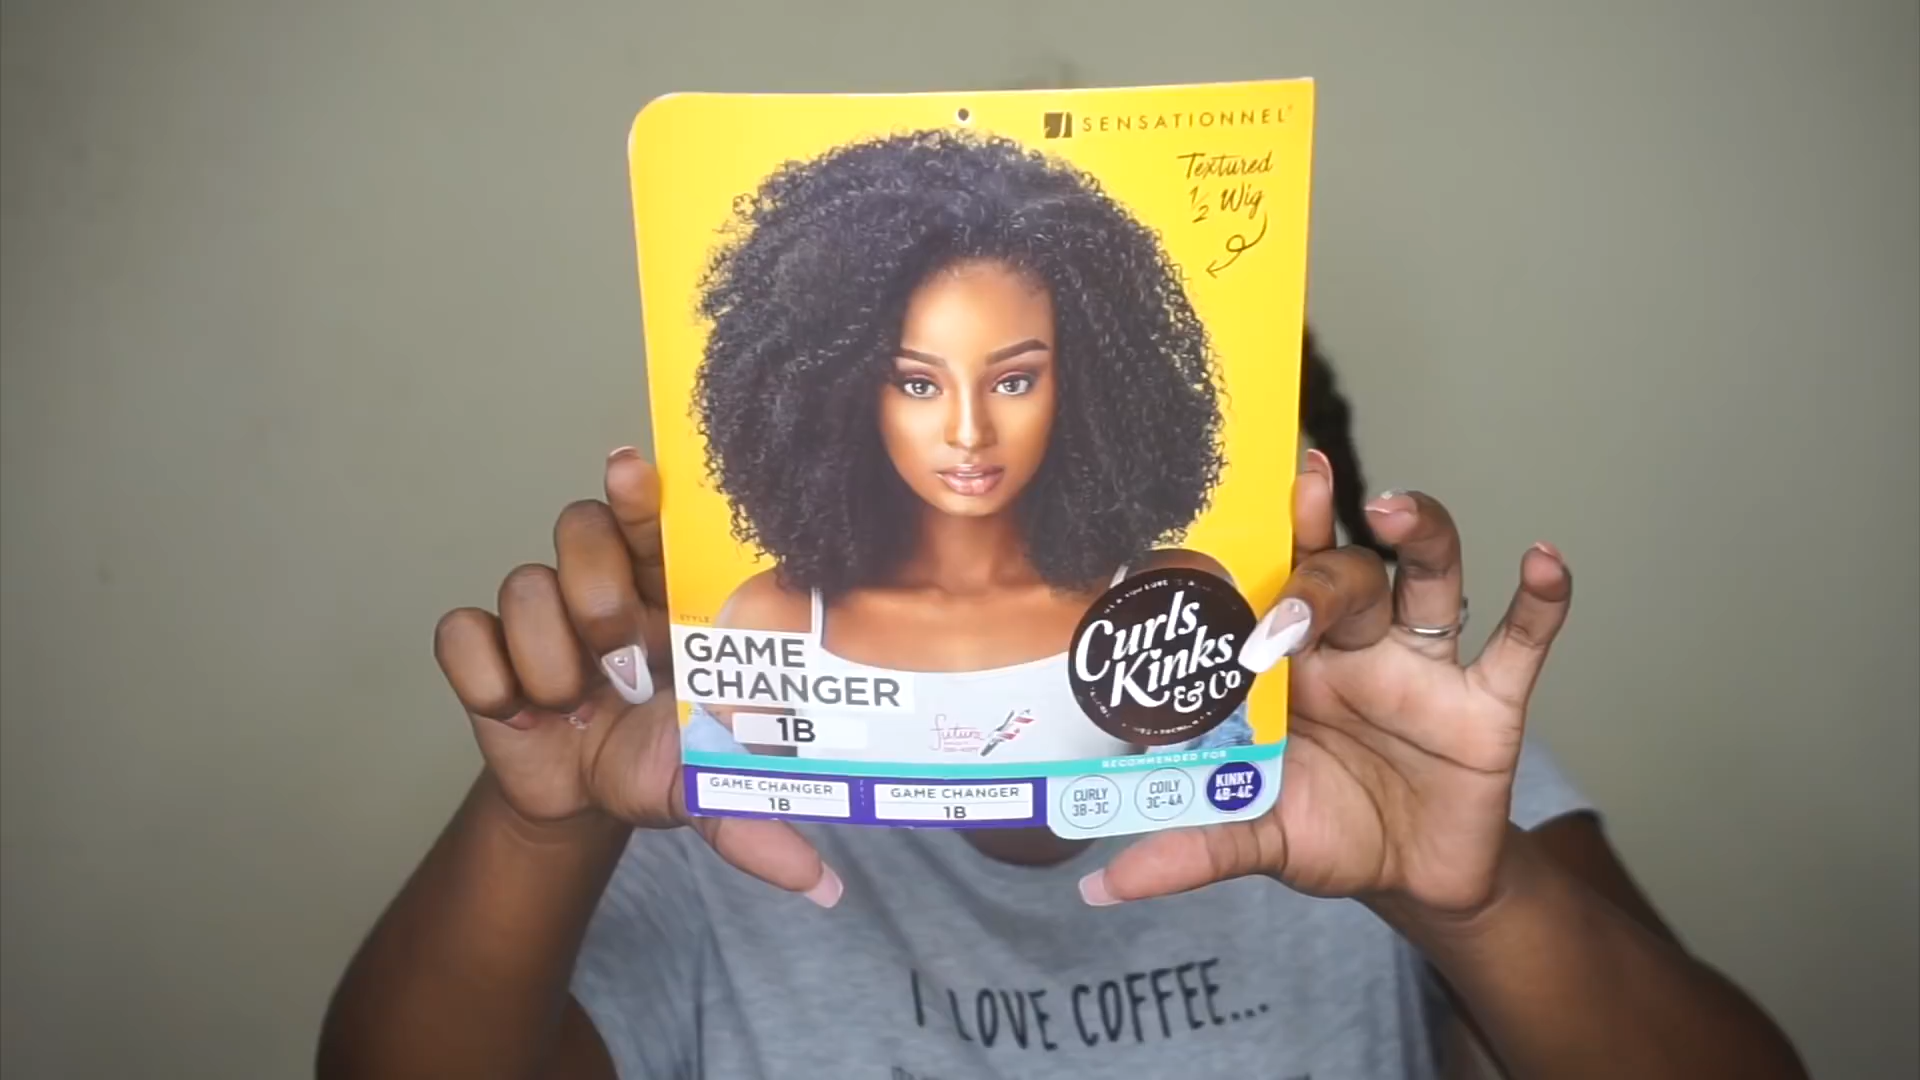 SENSATIONNEL
Textured
1/2 Wig
STYLE
GAME
CHANGER
1B
futura
Curls
Kinks
& Co
RECOMMENDED FOR
GAME CHANGER
1B
GAME CHANGER
1B
CURLY
3B-3C
COILY
3C-4A
KINKY
4B-4C
I LOVE COFFEE...